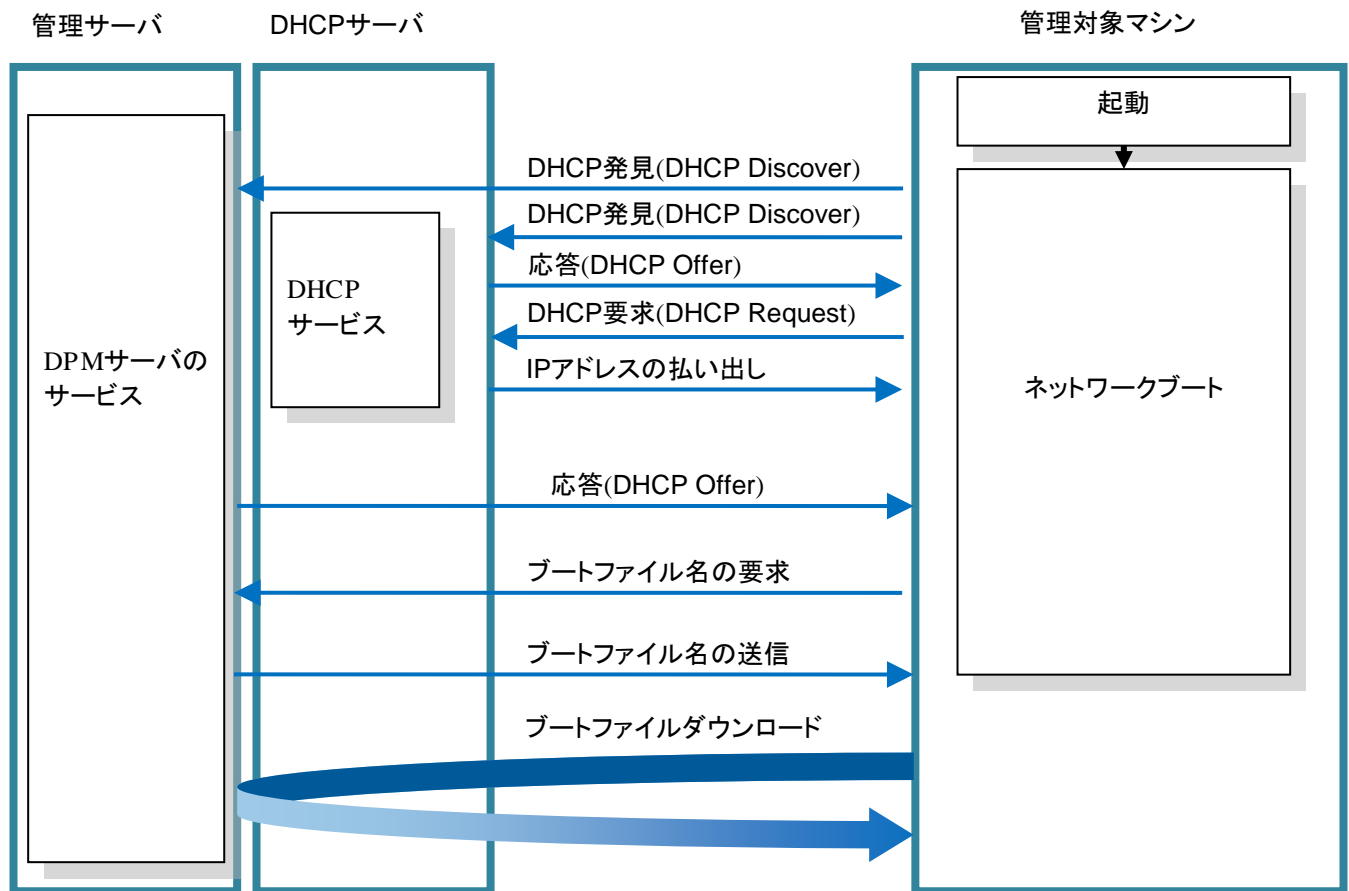 管理サーバ
DHCPサーバ
管理対象マシン
起動
DHCP発見(DHCP Discover)
DHCP発見(DHCP Discover)
応答(DHCP Offer)
DHCP
サービス
DHCP要求(DHCP Request)
DPMサーバの
サービス
IPアドレスの払い出し
ネットワークブート
応答(DHCP Offer)
ブートファイル名の要求
ブートファイル名の送信
ブートファイルダウンロード